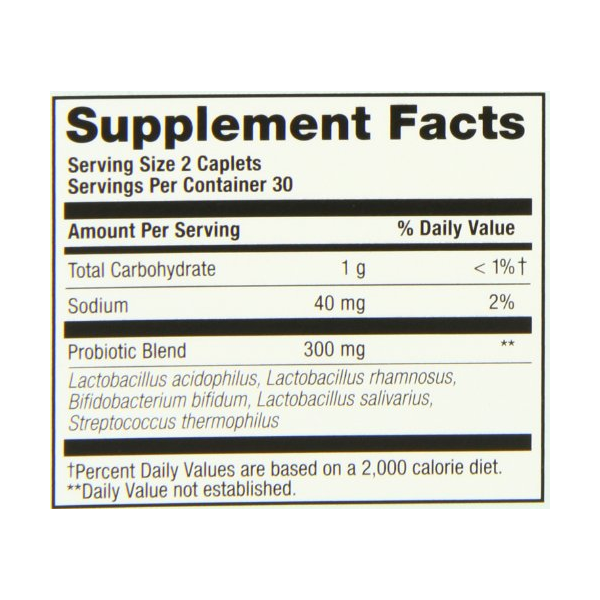 Supplement Facts
Serving Size 2 Caplets
Servings Per Container 30
Amount Per Serving % Daily Value
Total Carbohydrate 1 g < 1%†
Sodium 40 mg 2%
Probiotic Blend 300 mg **
Lactobacillus acidophilus, Lactobacillus rhamnosus,
Bifidobacterium bifidum, Lactobacillus salivarius,
Streptococcus thermophilus
†Percent Daily Values are based on a 2,000 calorie diet.
**Daily Value not established.